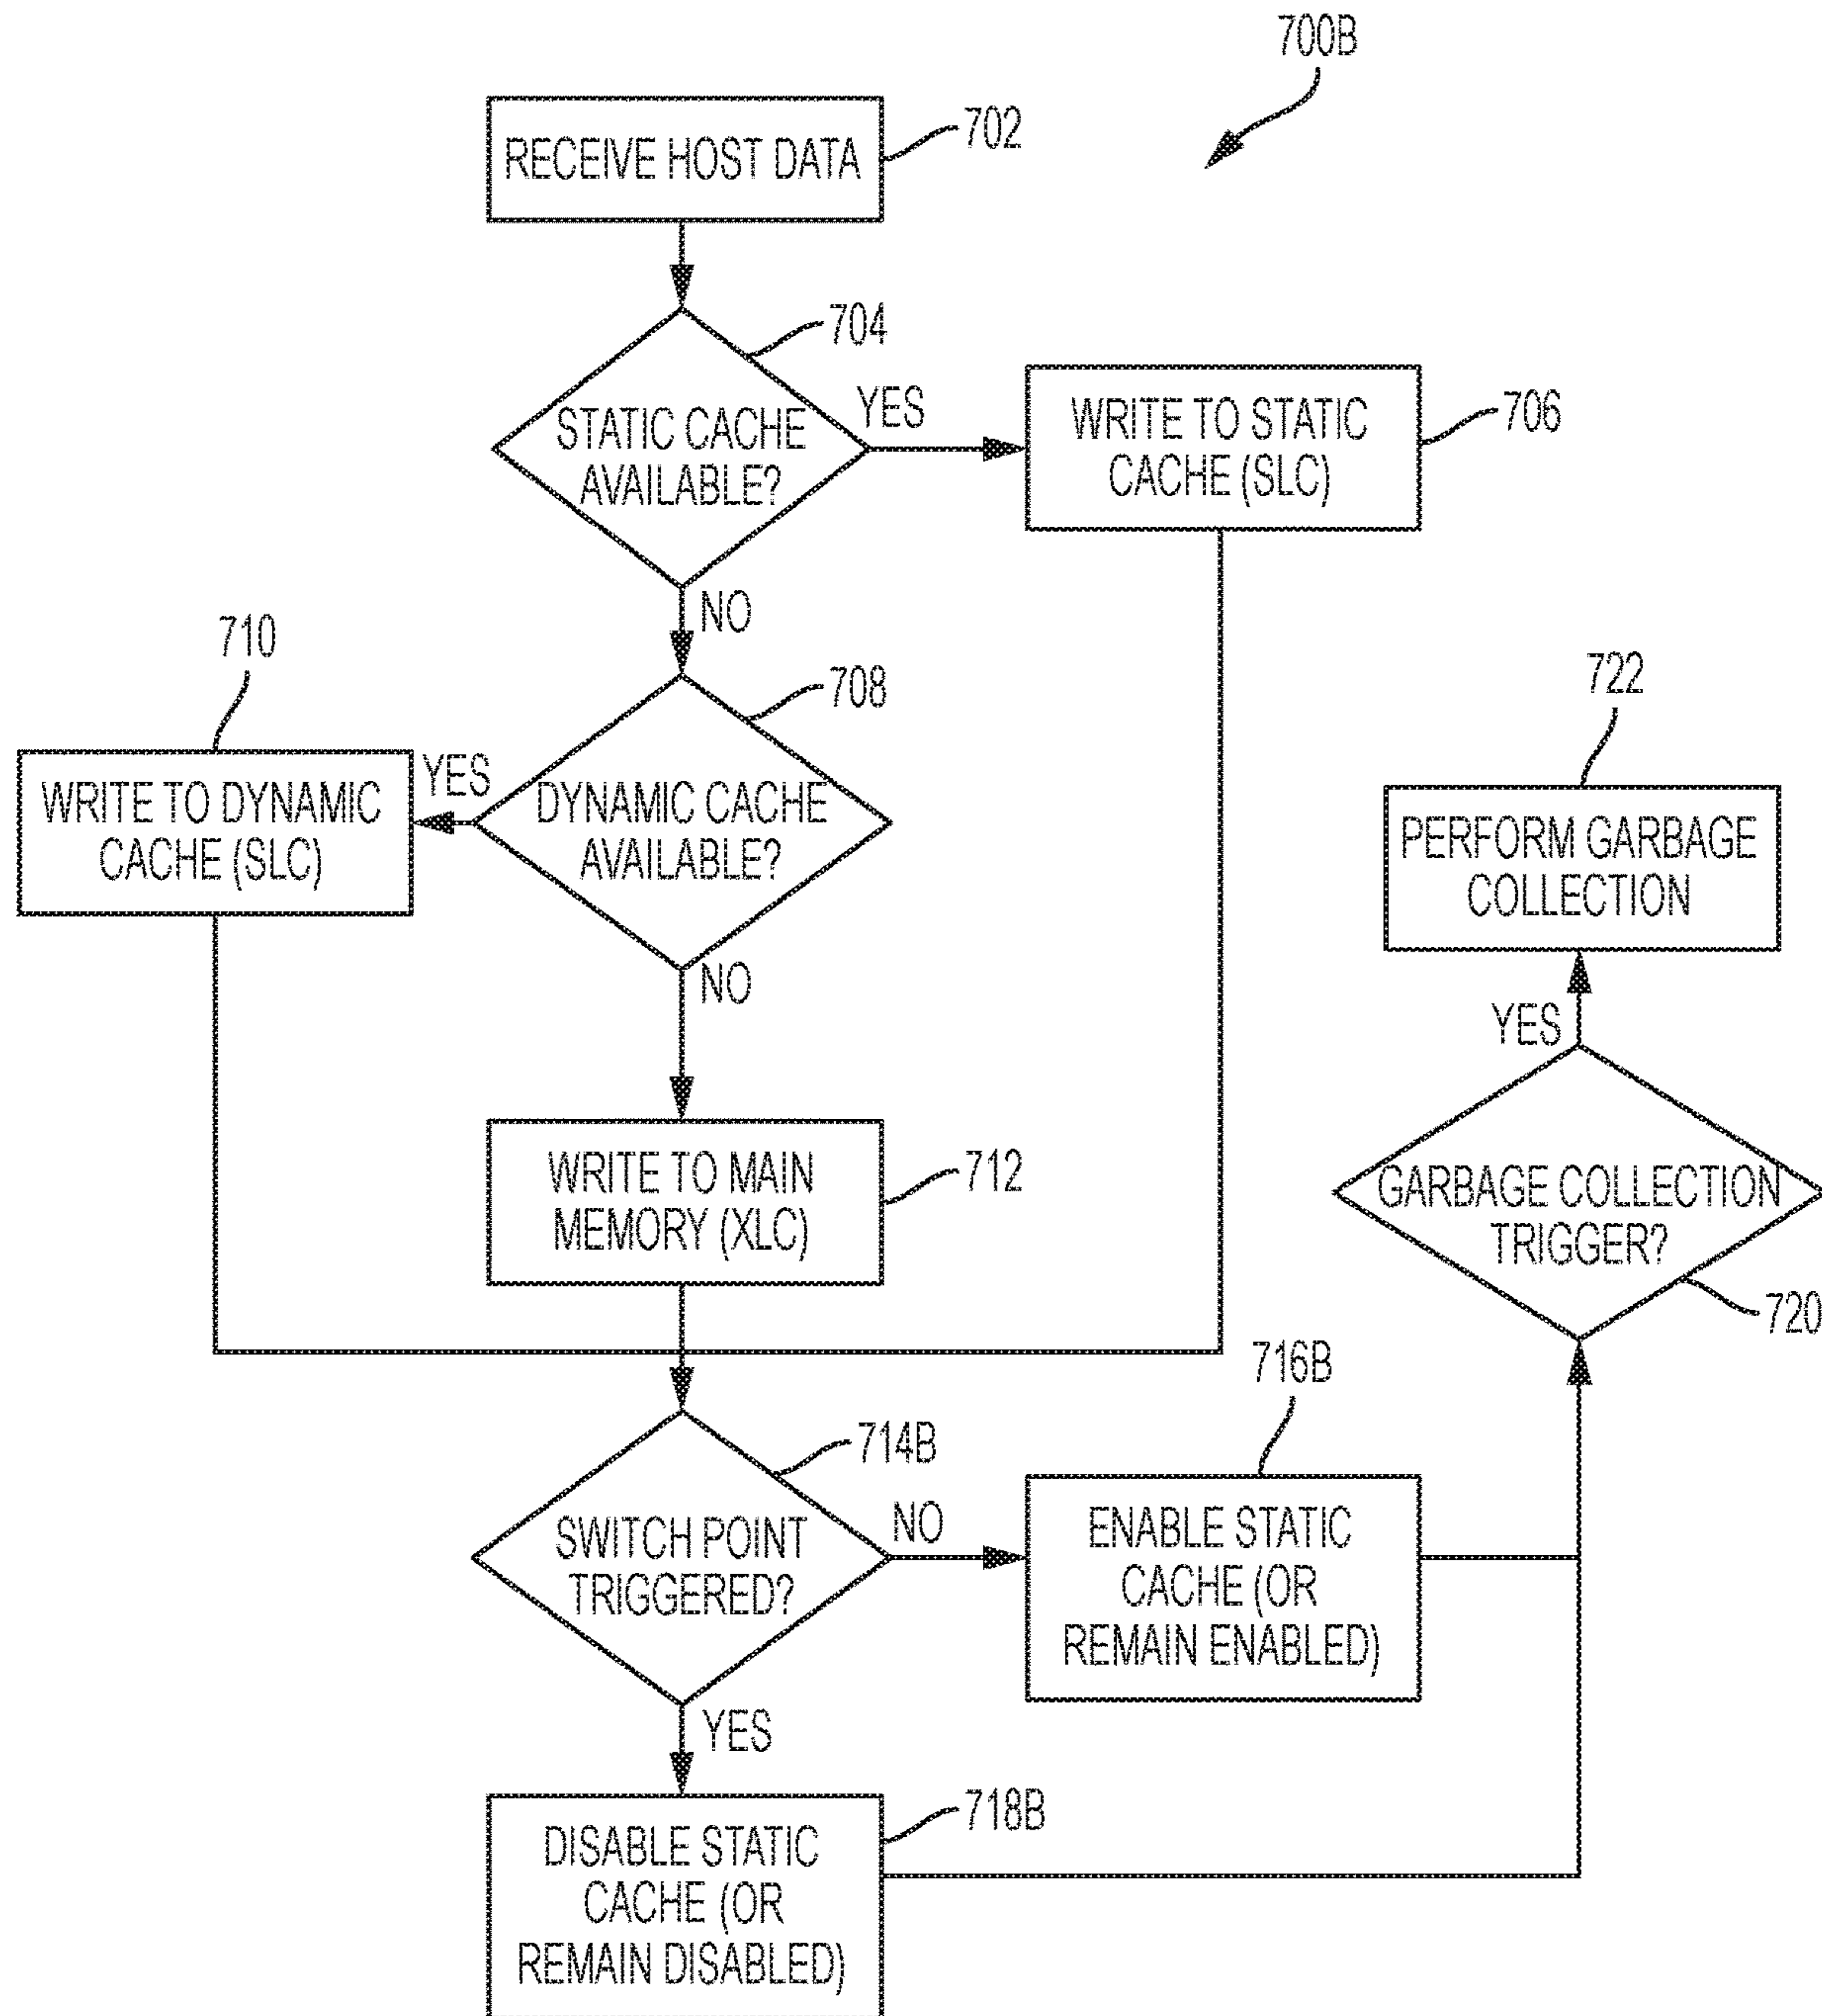 700B
RECEIVE HOST DATA
702
704
STATIC CACHE
AVAILABLE?
YES
WRITE TO STATIC
CACHE (SLC)
706
NO
710
708
722
WRITE TO DYNAMIC
CACHE (SLC)
YES
DYNAMIC CACHE
AVAILABLE?
PERFORM GARBAGE
COLLECTION
NO
YES
WRITE TO MAIN
MEMORY (XLC)
712
GARBAGE COLLECTION
TRIGGER?
720
716B
714B
SWITCH POINT
TRIGGERED?
NO
ENABLE STATIC
CACHE (OR
REMAIN ENABLED)
YES
718B
DISABLE STATIC
CACHE (OR
REMAIN DISABLED)